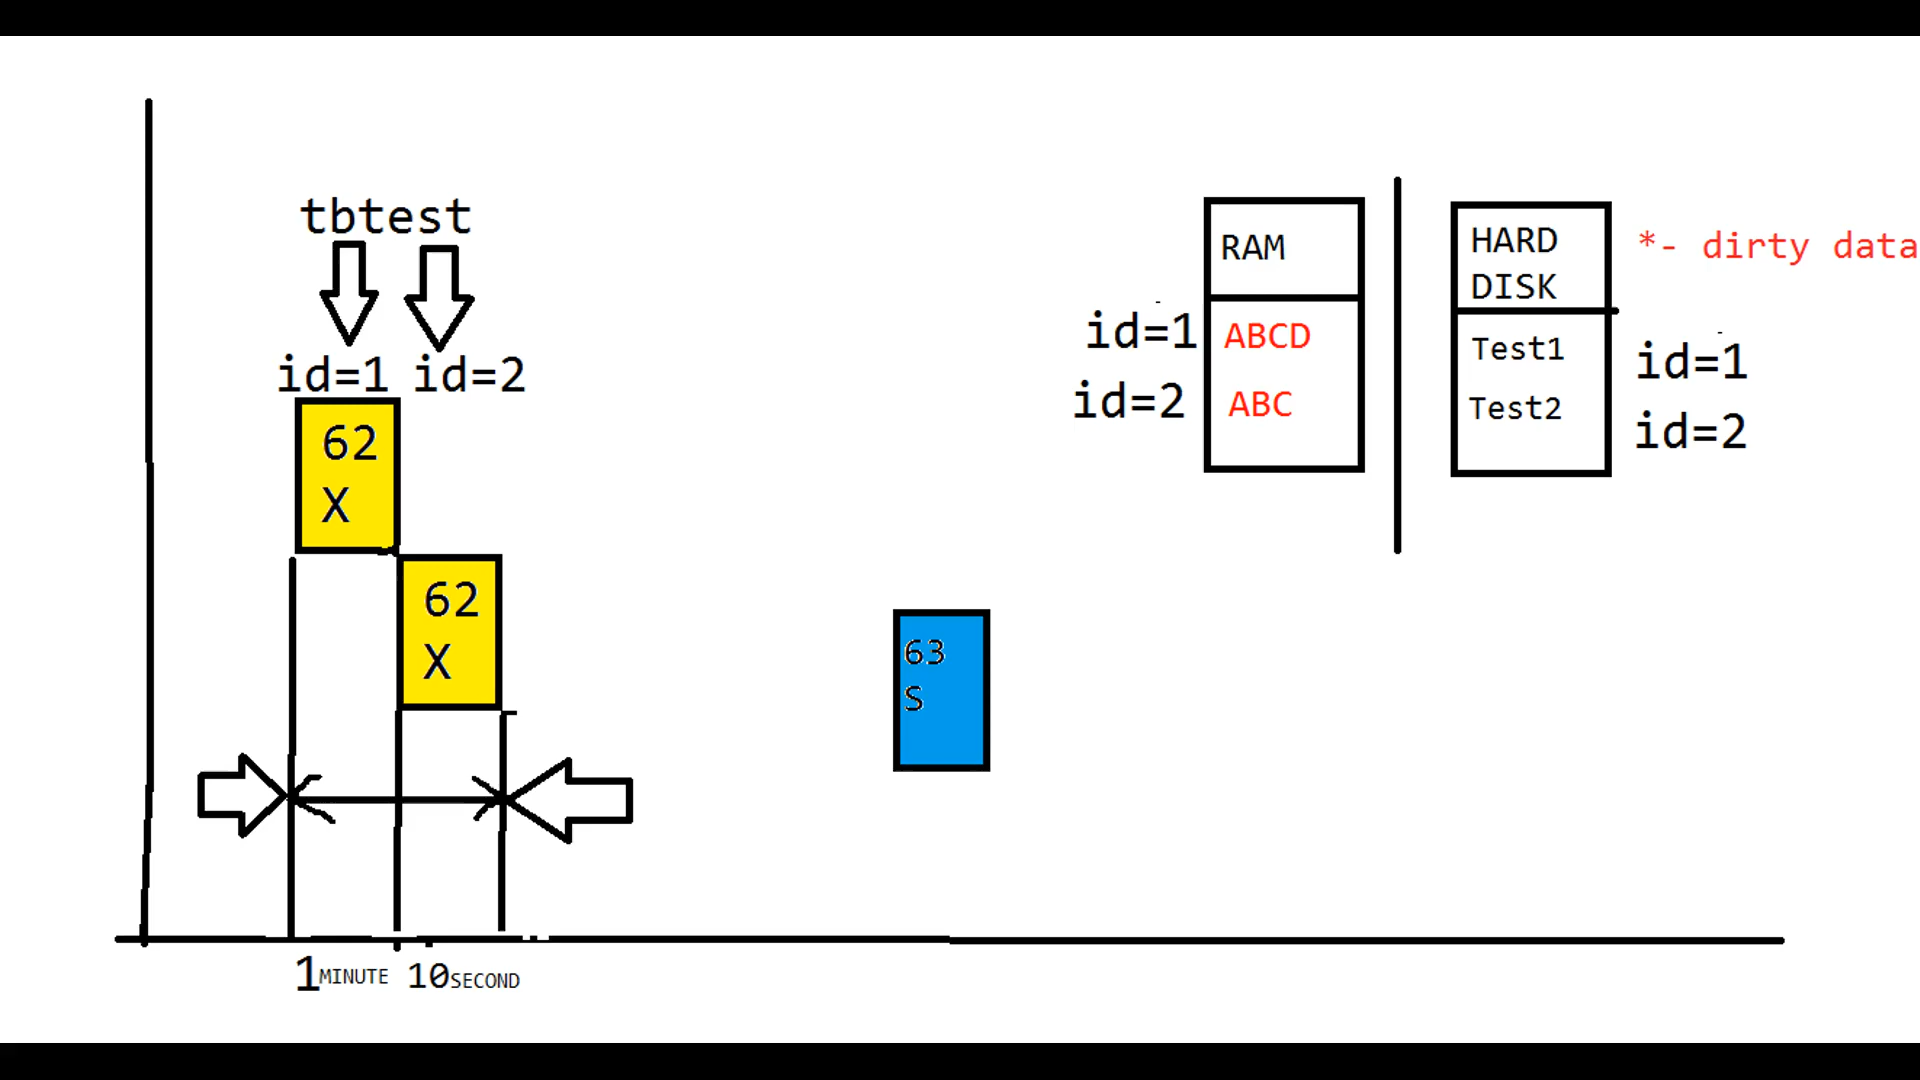 tbtest
id=1 id=2
62
X
62
X
63
S
1MINUTE 10SECOND
RAM
id=1 ABCD
id=2 ABC
HARD
DISK
*- dirty data
Test1 id=1
Test2 id=2